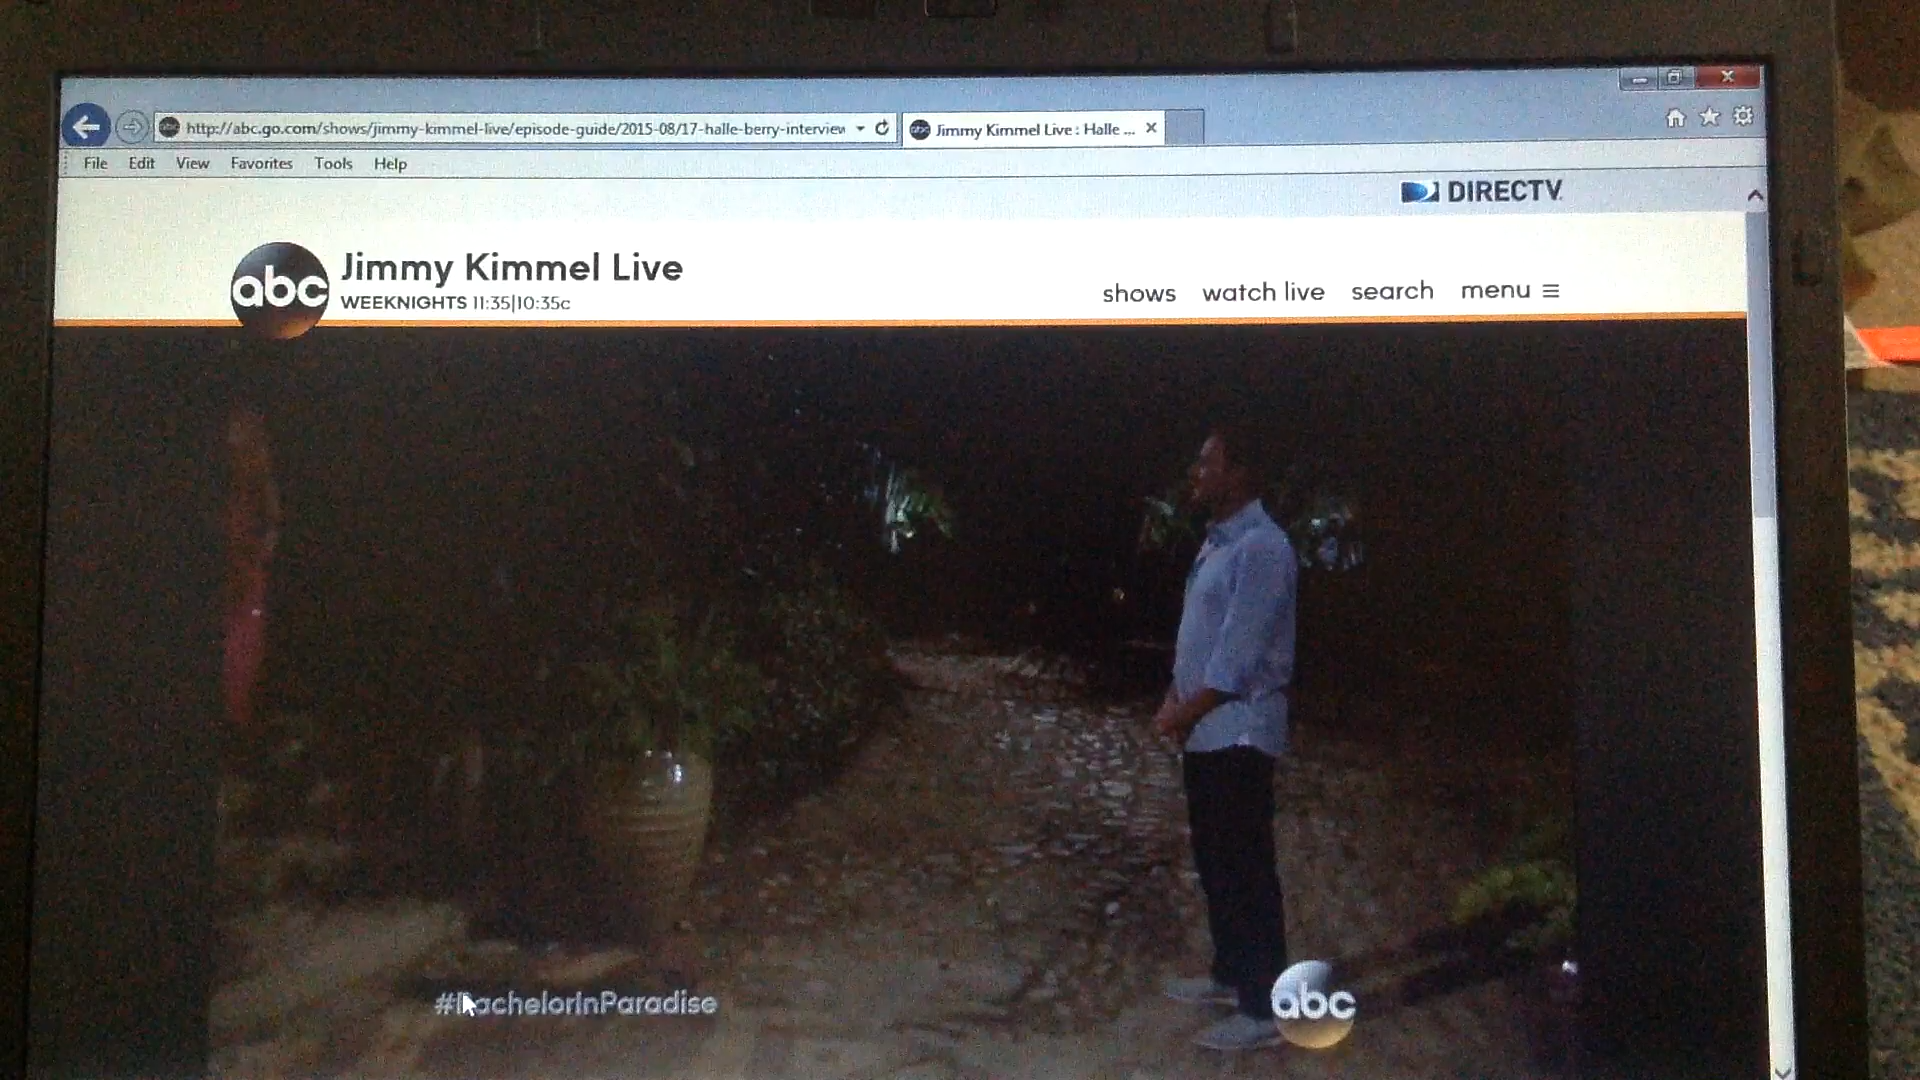 http://abc.go.com/shows/jimmy-kimmel-live/episode-guide/2015-08/17-halle-berry-interview
Jimmy Kimmel Live : Halle ...
File Edit View Favorites Tools Help
DIRECTV
abc
Jimmy Kimmel Live
WEEKNIGHTS 11:35|10:35c
shows watch live search menu
#BachelorInParadise
abc